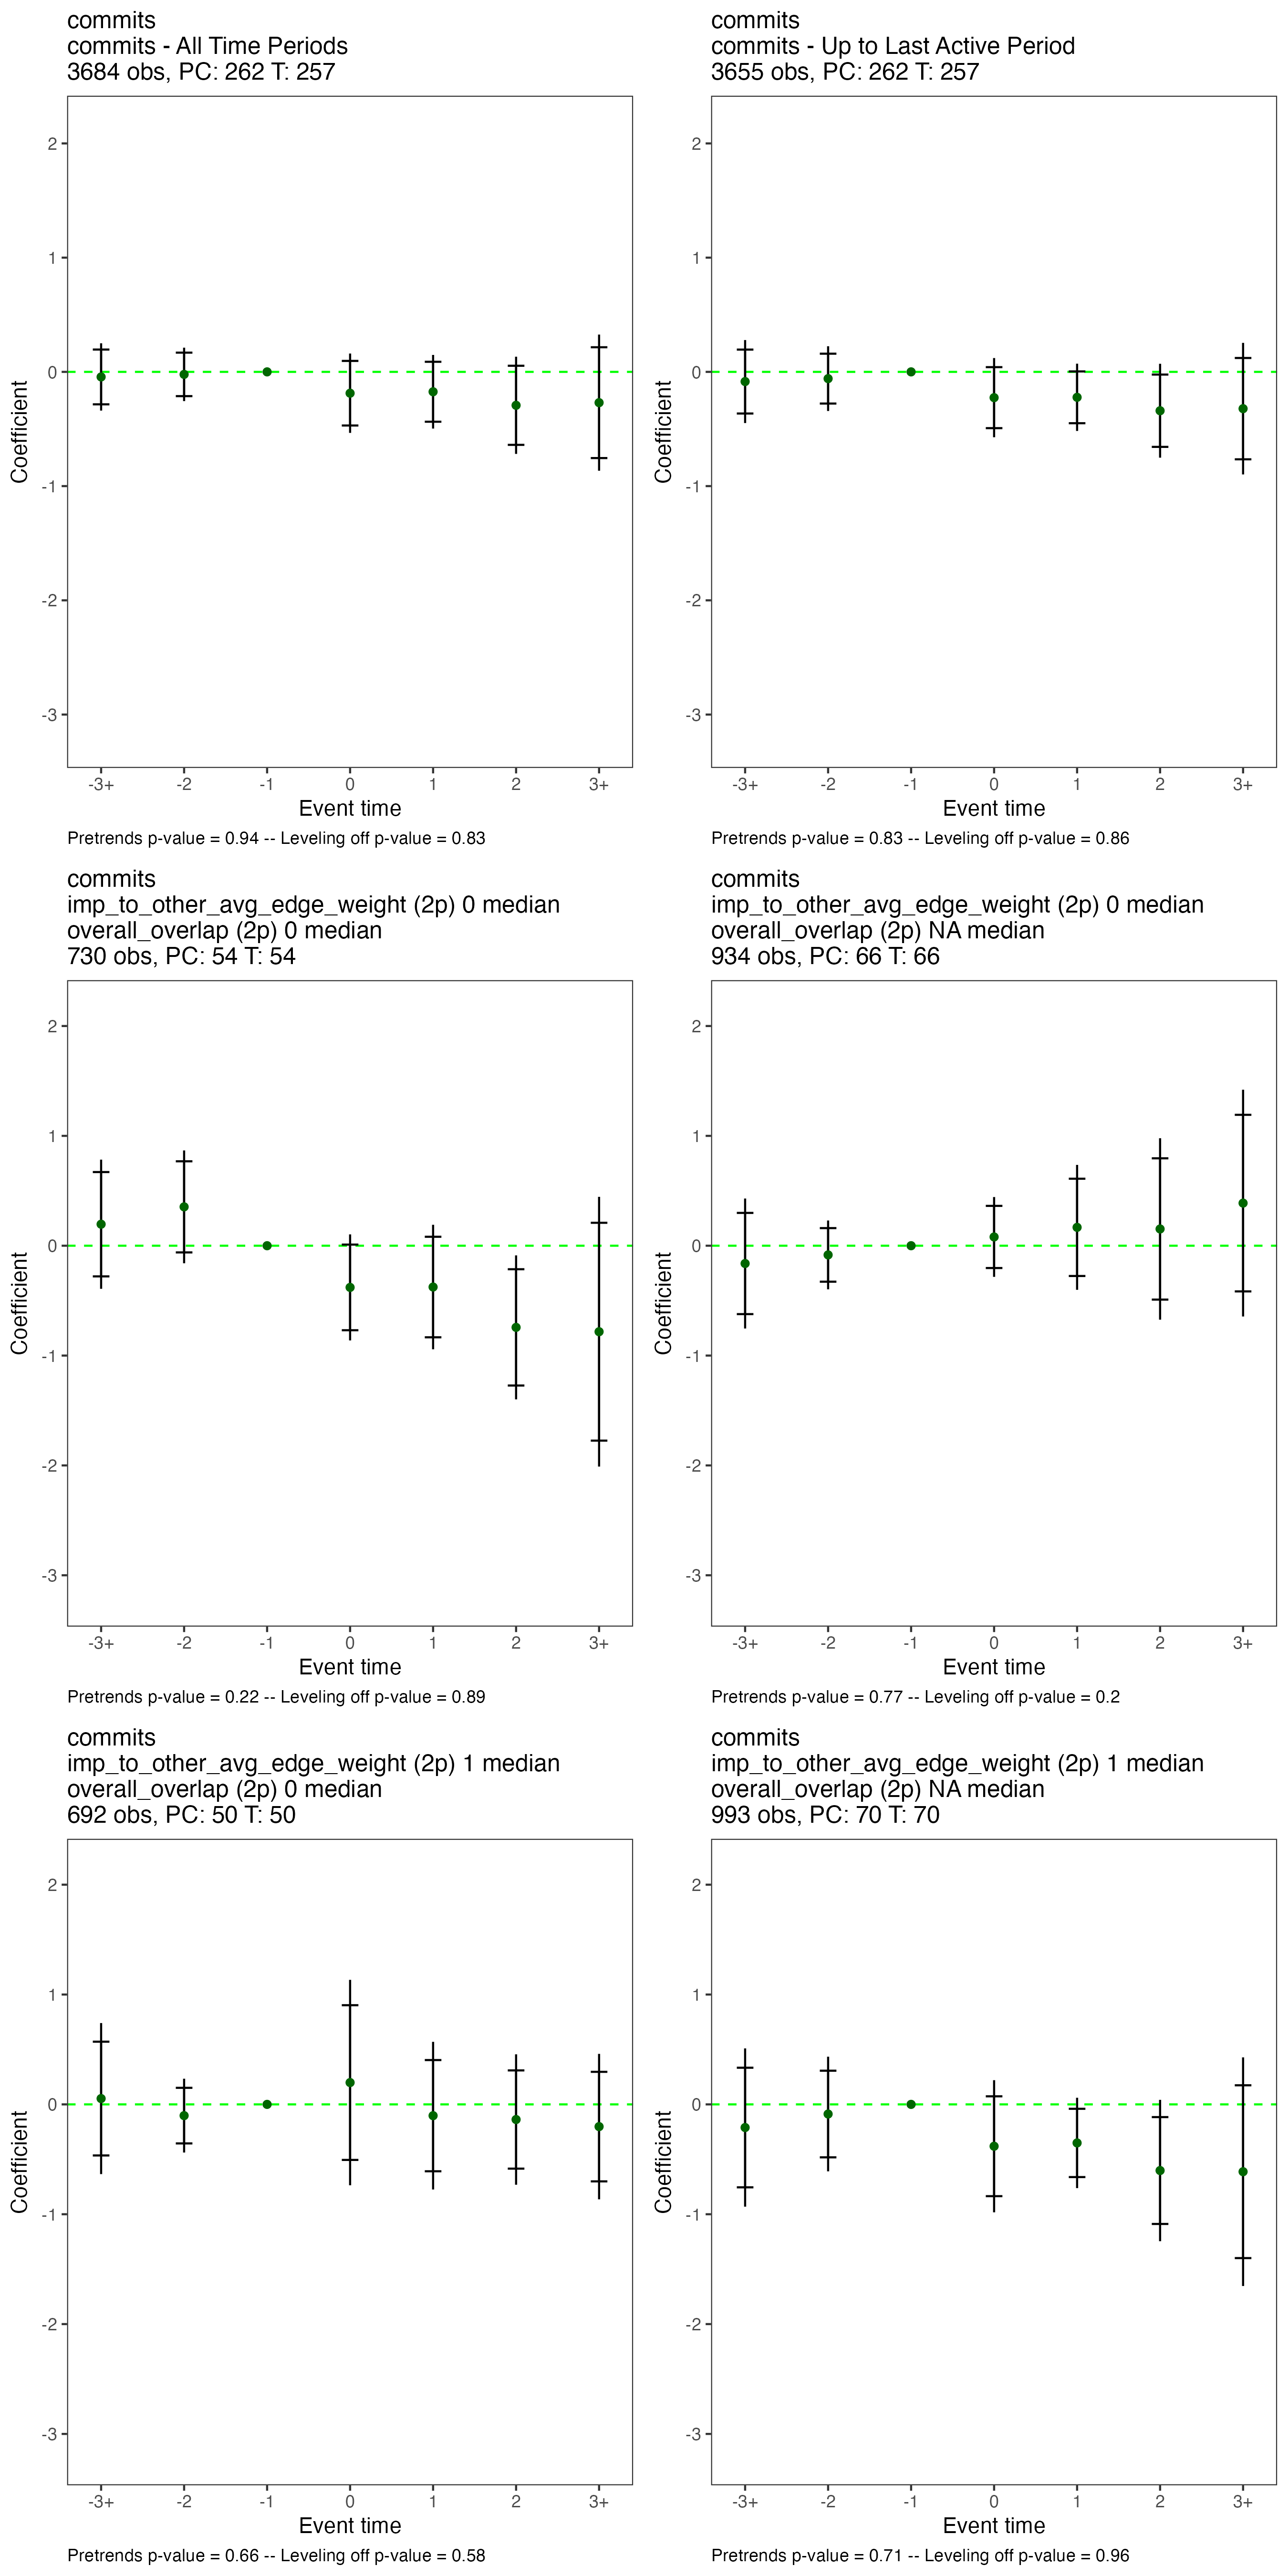 commits
commits - All Time Periods
3684 obs, PC: 262 T: 257
2
1
0
-1
-2
-3
Coefficient
-3+ -2 -1 0 1 2 3+
Event time
Pretrends p-value = 0.94 -- Leveling off p-value = 0.83
commits
commits - Up to Last Active Period
3655 obs, PC: 262 T: 257
2
1
0
-1
-2
-3
Coefficient
-3+ -2 -1 0 1 2 3+
Event time
Pretrends p-value = 0.83 -- Leveling off p-value = 0.86
commits
imp_to_other_avg_edge_weight (2p) 0 median
overall_overlap (2p) 0 median
730 obs, PC: 54 T: 54
2
1
0
-1
-2
-3
Coefficient
-3+ -2 -1 0 1 2 3+
Event time
Pretrends p-value = 0.22 -- Leveling off p-value = 0.89
commits
imp_to_other_avg_edge_weight (2p) 0 median
overall_overlap (2p) NA median
934 obs, PC: 66 T: 66
2
1
0
-1
-2
-3
Coefficient
-3+ -2 -1 0 1 2 3+
Event time
Pretrends p-value = 0.77 -- Leveling off p-value = 0.2
commits
imp_to_other_avg_edge_weight (2p) 1 median
overall_overlap (2p) 0 median
692 obs, PC: 50 T: 50
2
1
0
-1
-2
-3
Coefficient
-3+ -2 -1 0 1 2 3+
Event time
Pretrends p-value = 0.66 -- Leveling off p-value = 0.58
commits
imp_to_other_avg_edge_weight (2p) 1 median
overall_overlap (2p) NA median
993 obs, PC: 70 T: 70
2
1
0
-1
-2
-3
Coefficient
-3+ -2 -1 0 1 2 3+
Event time
Pretrends p-value = 0.71 -- Leveling off p-value = 0.96